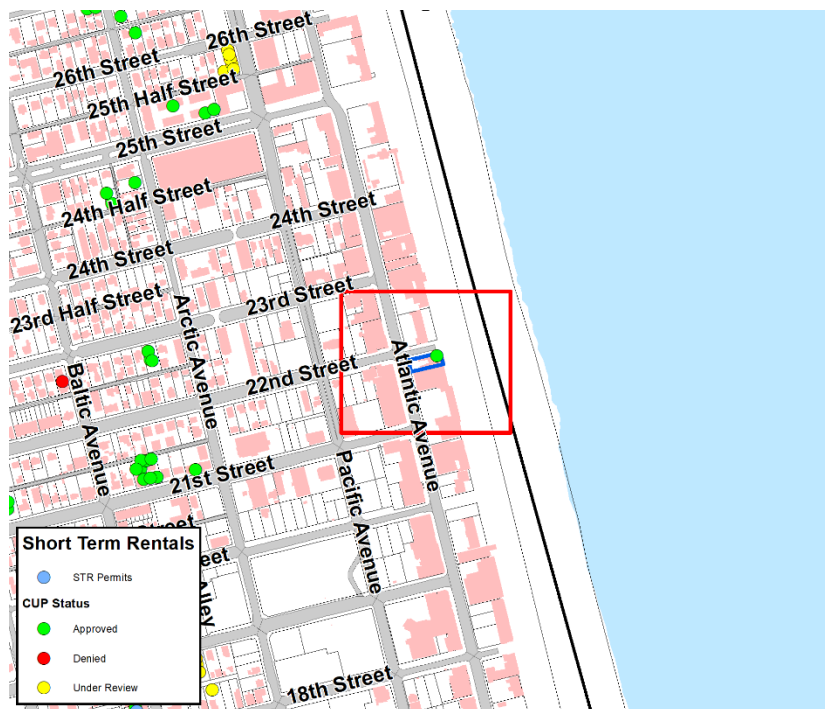 26th Street
26th Street
25th Half Street
25th Street
24th Half Street
24th Street
24th Street
23rd Street
23rd Half Street
Arctic Avenue
Baltic Avenue
22nd Street
Atlantic Avenue
21st Street
Pacific Avenue
Street
Alley
18th Street
Short Term Rentals
STR Permits
CUP Status
Approved
Denied
Under Review